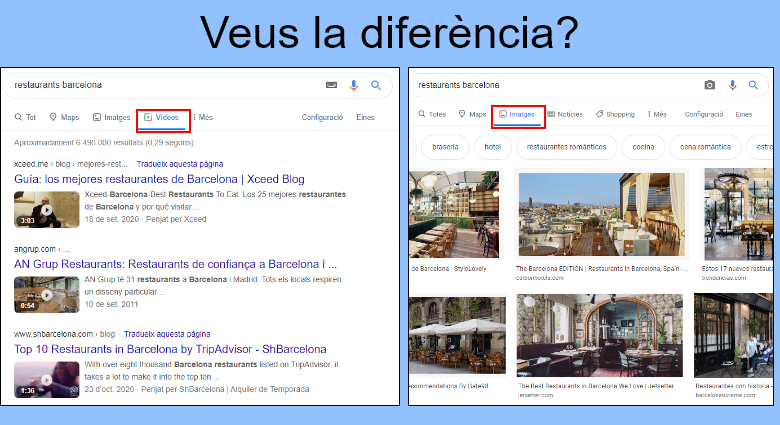 Veus la diferència?
restaurants barcelona
Tot Maps Imatges Vídeos Més Configuració Eines
Aproximadament 6.490.000 resultats (0,29 segons)
xceed.me › blog › mejores-rest... Tradueix aquesta pàgina
Guía: los mejores restaurantes de Barcelona | Xceed Blog
3:03
Xceed-Barcelona-Best Restaurants To Eat. Los 25 mejores restaurantes
de Barcelona y por qué visitar ...
18 de set. 2020 - Penjat per Xceed
angrup.com › ...
AN Grup Restaurants: Restaurants de confiança a Barcelona i ...
0:54
AN Grup té 31 restaurants a Barcelona i Madrid. Tots els locals respiren
un disseny particular ...
10 de set. 2011
www.shbarcelona.com › blog - Tradueix aquesta pàgina
Top 10 Restaurants in Barcelona by TripAdvisor - ShBarcelona
1:36
With over eight thousand Barcelona restaurants listed on TripAdvisor, it
takes a lot to make it into the top ten ...
23 d'oct. 2020 - Penjat per ShBarcelona | Alquiler de Temporada
restaurants barcelona
Totes Maps Imatges Notícies Shopping Més Configuració Eines
brasería hotel restaurantes románticos cocina cena romántica estre
de Barcelona - StyleLovely
The Barcelona EDITION | Restaurants in Barcelona, Spain -...
editionhotels.com
Estos 17 nuevos restaura
trendencias.com
commendations By Gate98
The Best Restaurants in Barcelona We Love | Jetsetter
jetsetter.com
Restaurantes con historia -
barcelonaturisme.com